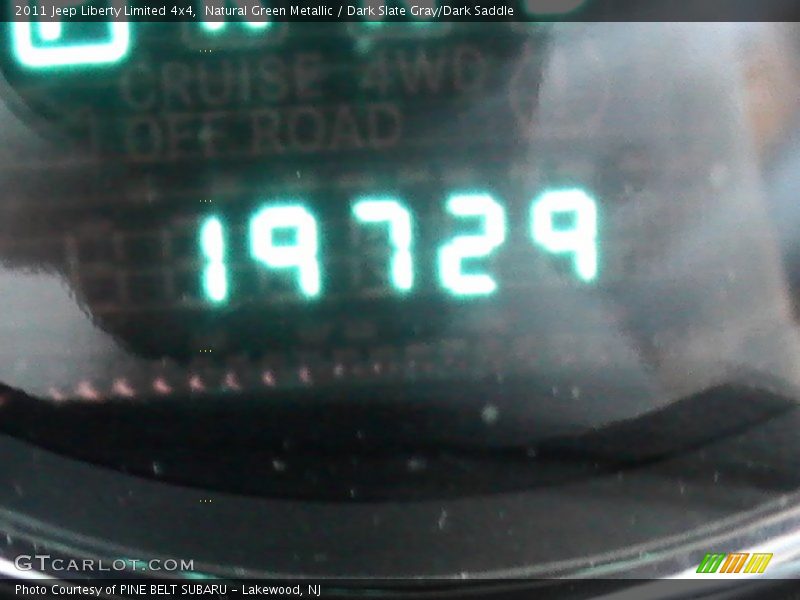 2011 Jeep Liberty Limited 4x4, Natural Green Metallic / Dark Slate Gray/Dark Saddle
CRUISE 4WD
OFF ROAD
19729
GTCARLOT.COM
Photo Courtesy of PINE BELT SUBARU - Lakewood, NJ